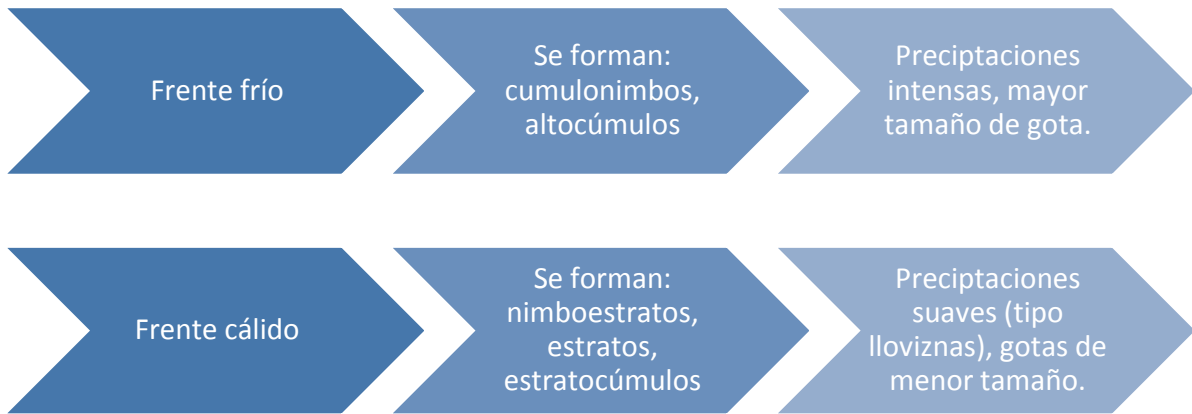 Frente frío
Se forman:
cumulonimbos,
altocúmulos
Preciptaciones
intensas, mayor
tamaño de gota.
Frente cálido
Se forman:
nimboestratos,
estratos,
estratocúmulos
Preciptaciones
suaves (tipo
lloviznas), gotas de
menor tamaño.